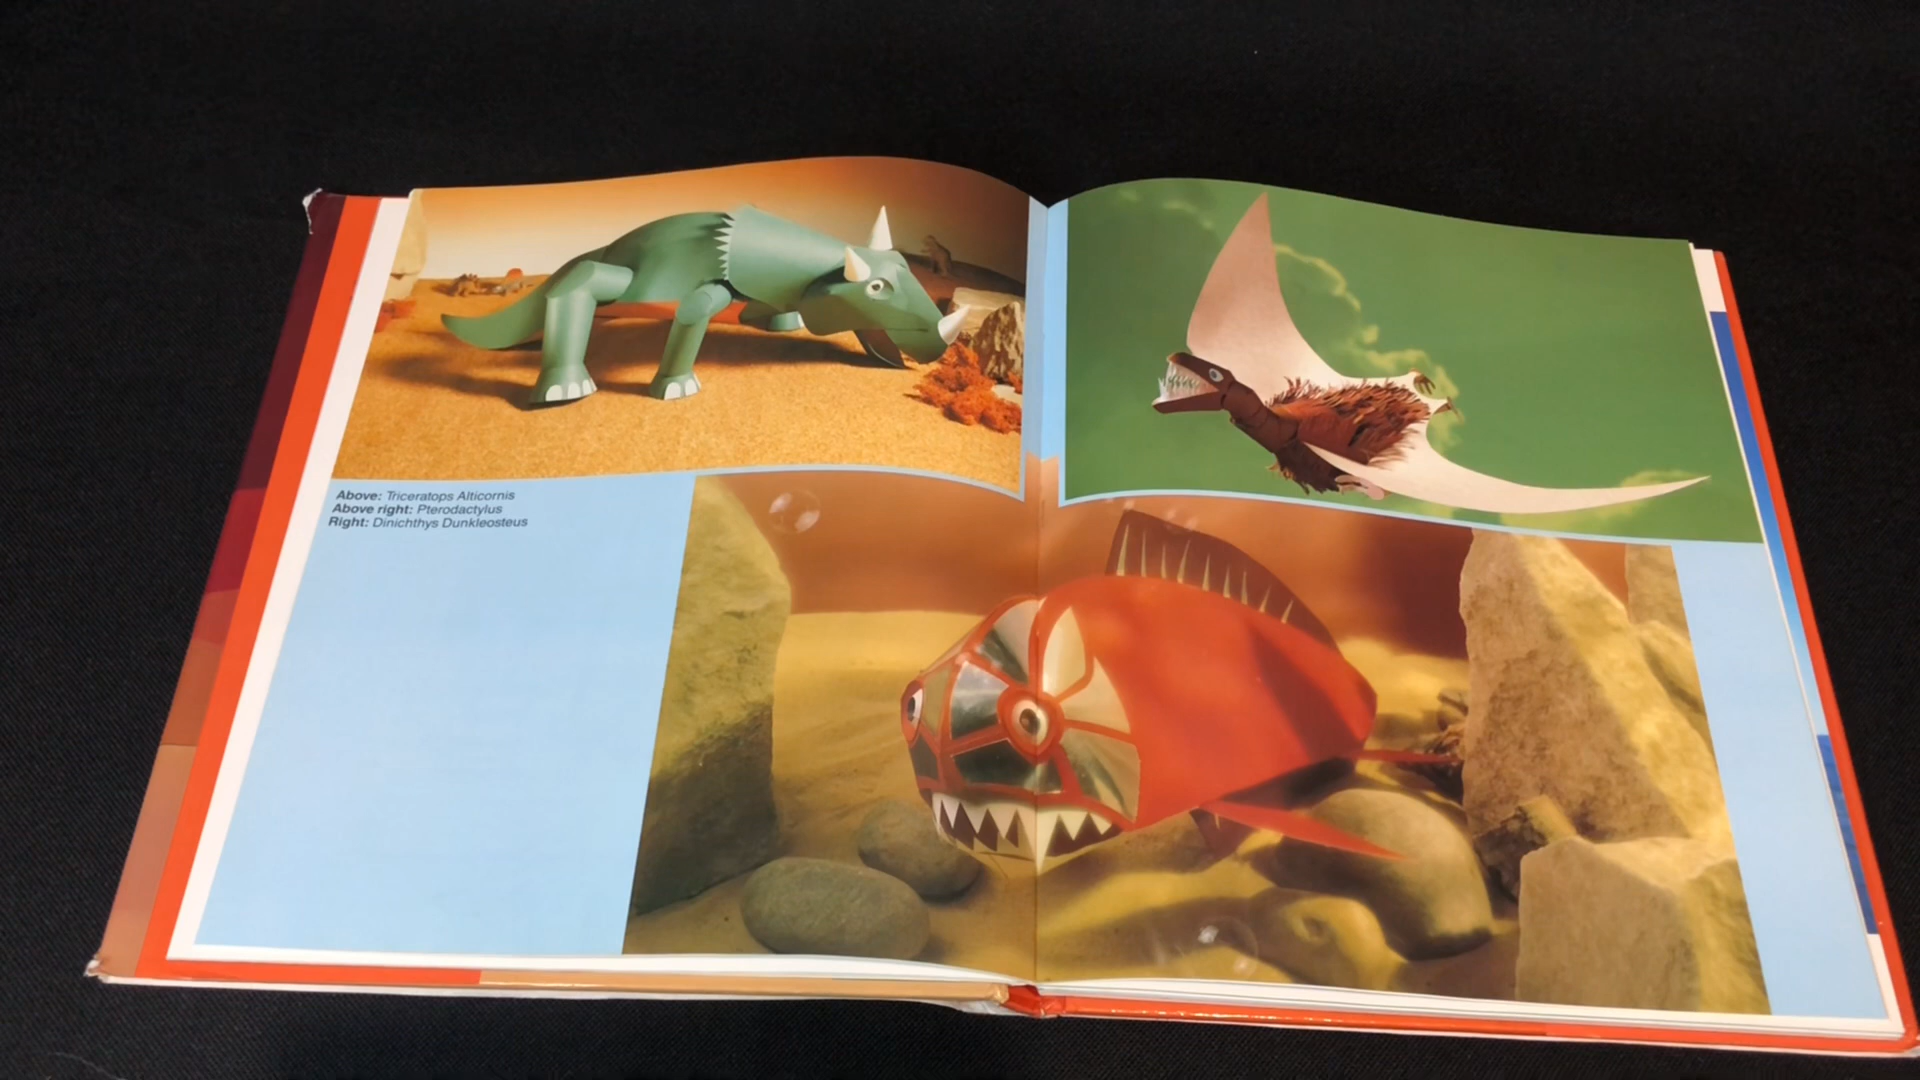 Above: Triceratops Alticornis
Above right: Pterodactylus
Right: Dinichthys Dunkleosteus